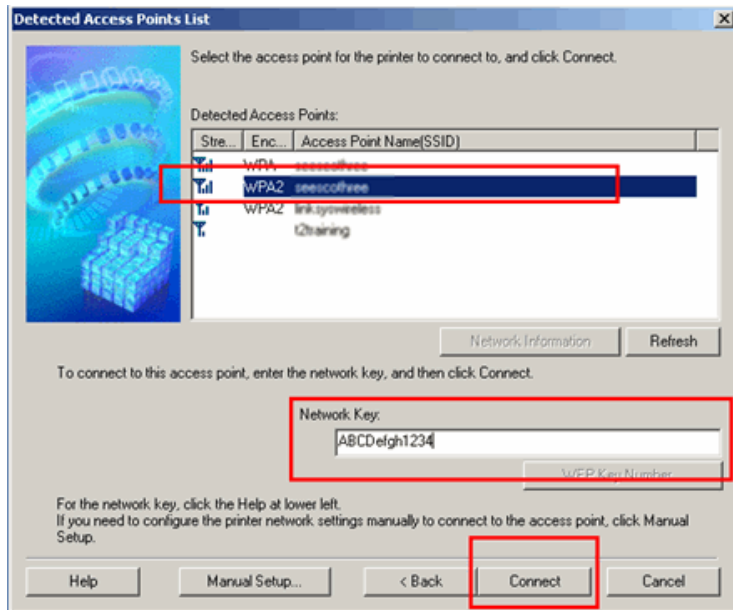 Detected Access Points List
Select the access point for the printer to connect to, and click Connect.
Detected Access Points:
Stre... Enc... Access Point Name(SSID)
WPA
WPA2 seescothree
WPA2 linksyswireless
t2training
Network Information Refresh
To connect to this access point, enter the network key, and then click Connect.
Network Key:
ABCDefgh1234
WEP Key Number
For the network key, click the Help at lower left.
If you need to configure the printer network settings manually to connect to the access point, click Manual
Setup.
Help Manual Setup... < Back Connect Cancel